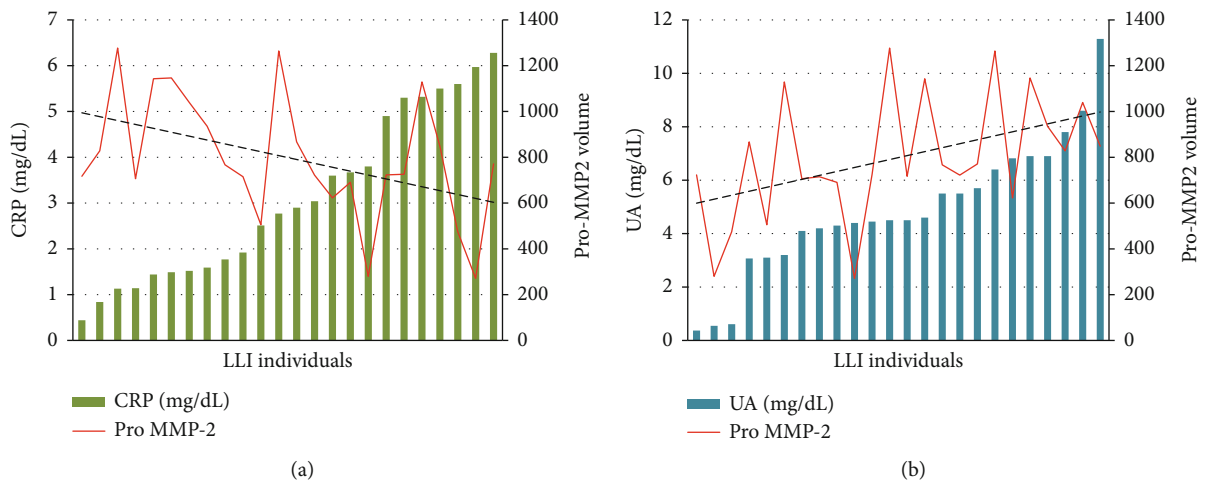 7
6
5
4
3
2
1
0
CRP (mg/dL)
1400
1200
1000
800
600
400
200
0
Pro-MMP2 volume
LLI individuals
CRP (mg/dL)
Pro MMP-2
(a)
12
10
8
6
4
2
0
UA (mg/dL)
1400
1200
1000
800
600
400
200
0
Pro-MMP2 volume
LLI individuals
UA (mg/dL)
Pro MMP-2
(b)